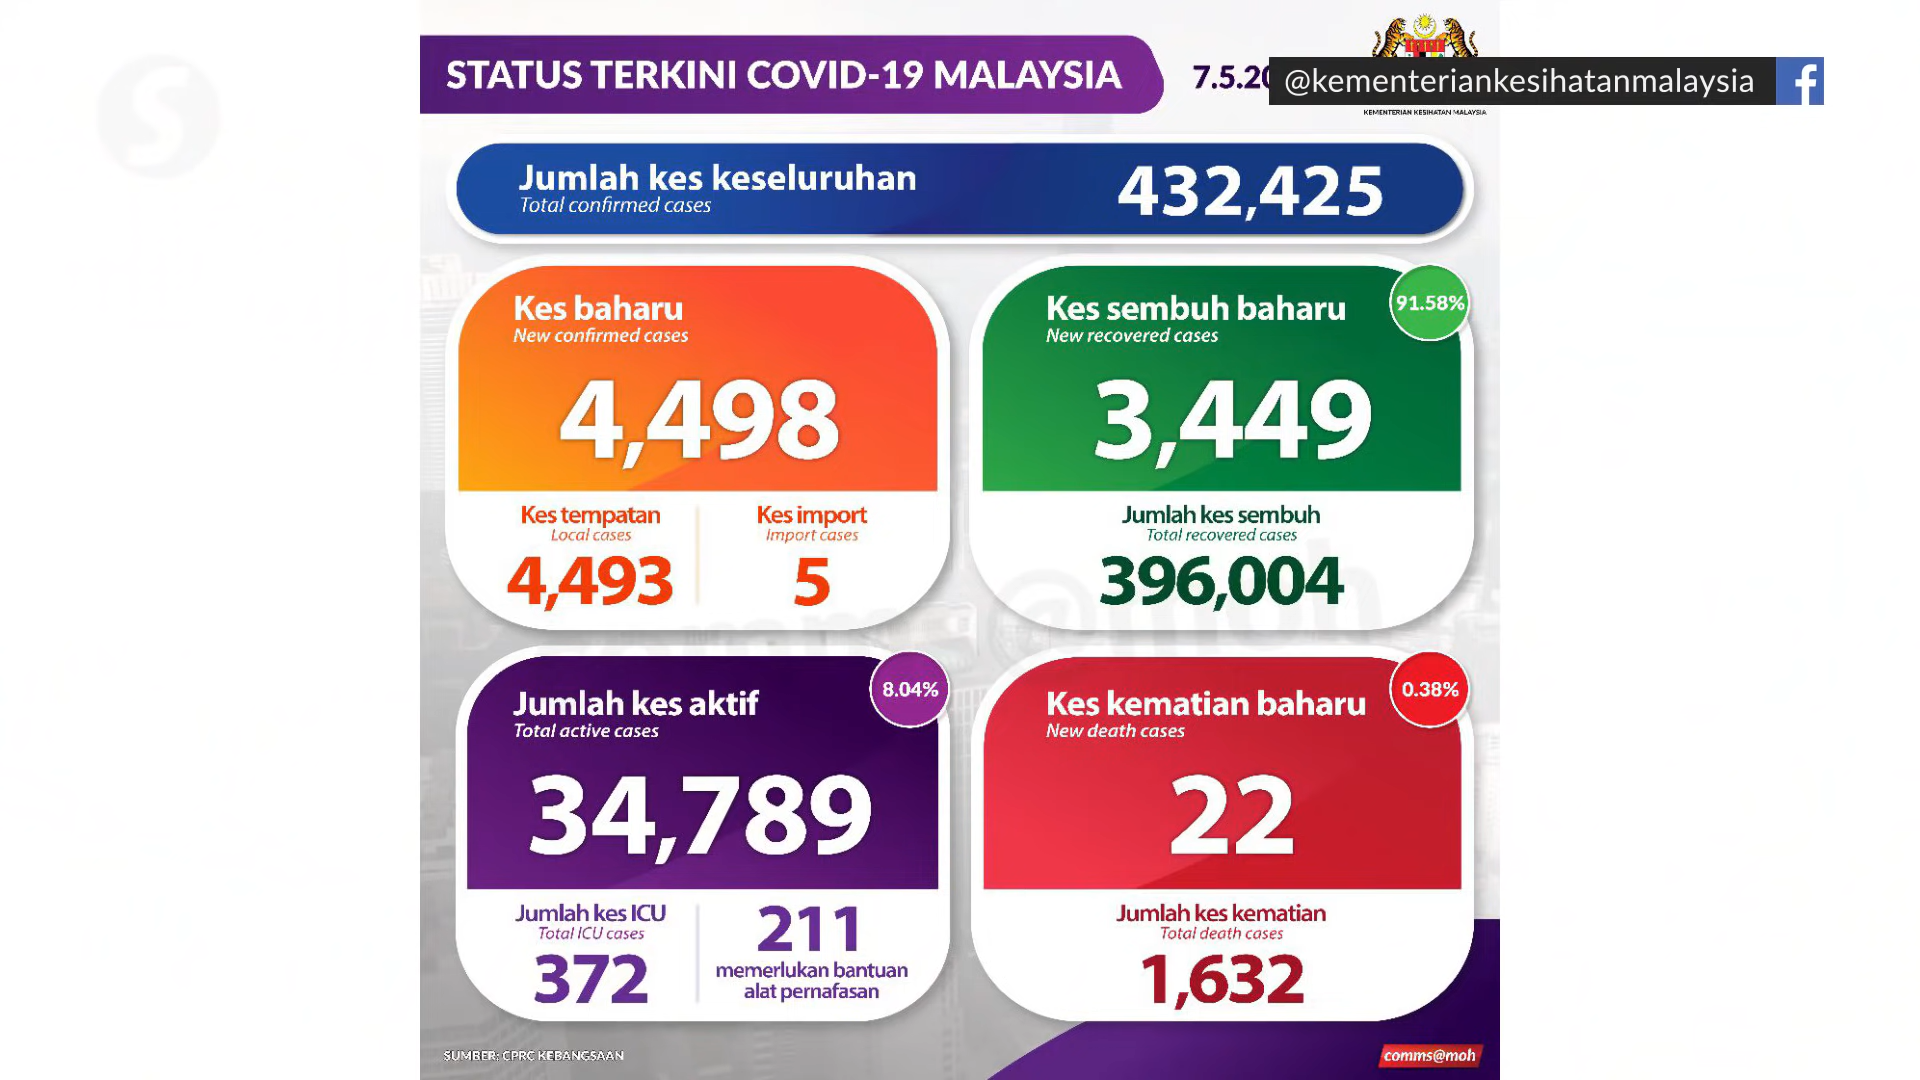 STATUS TERKINI COVID-19 MALAYSIA
7.5.20
@kementeriankesihatanmalaysia
KEMENTERIAN KESIHATAN MALAYSIA
Jumlah kes keseluruhan
Total confirmed cases
432,425
Kes baharu
New confirmed cases
4,498
Kes tempatan
Local cases
4,493
Kes import
Import cases
5
Kes sembuh baharu
New recovered cases
91.58%
3,449
Jumlah kes sembuh
Total recovered cases
396,004
Jumlah kes aktif
Total active cases
8.04%
34,789
Jumlah kes ICU
Total ICU cases
372
211
memerlukan bantuan
alat pernafasan
Kes kematian baharu
New death cases
0.38%
22
Jumlah kes kematian
Total death cases
1,632
SUMBER: CPRC KEBANGSAAN
comms@moh